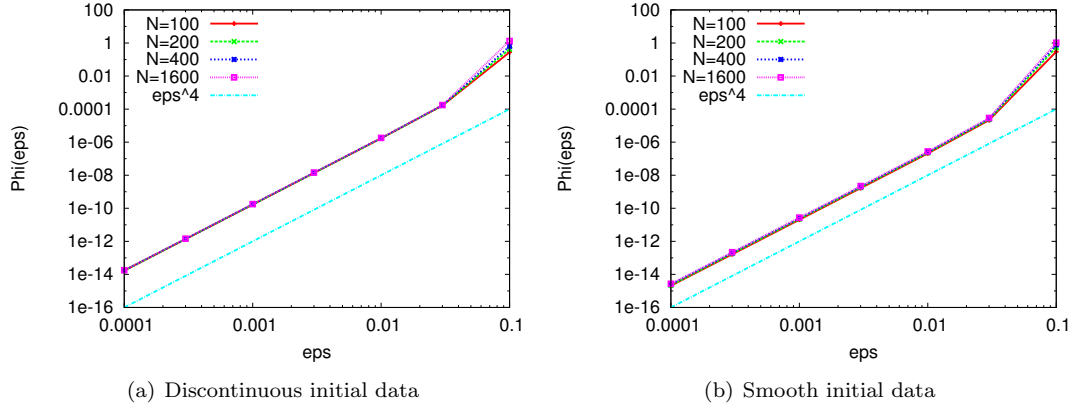 N=100
N=200
N=400
N=1600
eps^4
1
0.01
0.0001
1e-06
1e-08
1e-10
1e-12
1e-14
1e-16
Phi(eps)
0.0001
0.001
0.01
0.1
eps
(a) Discontinuous initial data
N=100
N=200
N=400
N=1600
eps^4
1
0.01
0.0001
1e-06
1e-08
1e-10
1e-12
1e-14
1e-16
Phi(eps)
0.0001
0.001
0.01
0.1
eps
(b) Smooth initial data